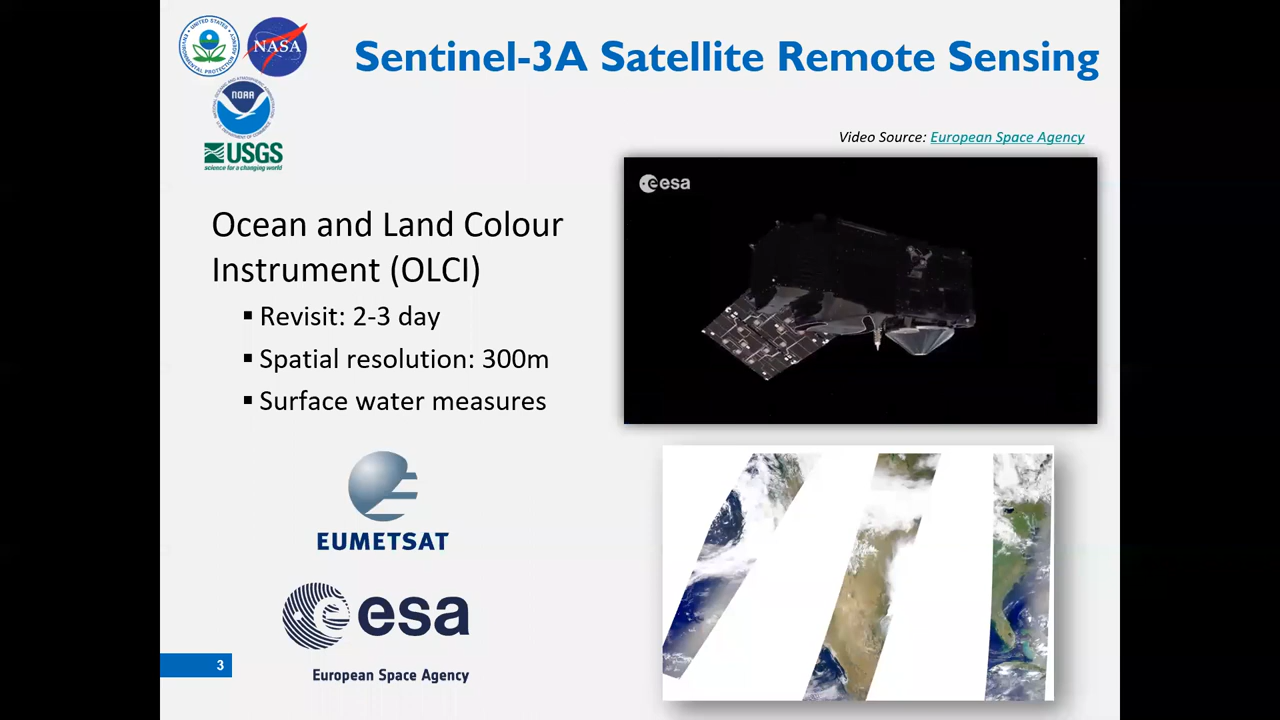 Sentinel-3A Satellite Remote Sensing
NASA
NOAA
USGS
science for a changing world
Video Source: European Space Agency
esa
Ocean and Land Colour
Instrument (OLCI)
▪ Revisit: 2-3 day
▪ Spatial resolution: 300m
▪ Surface water measures
EUMETSAT
esa
European Space Agency
3